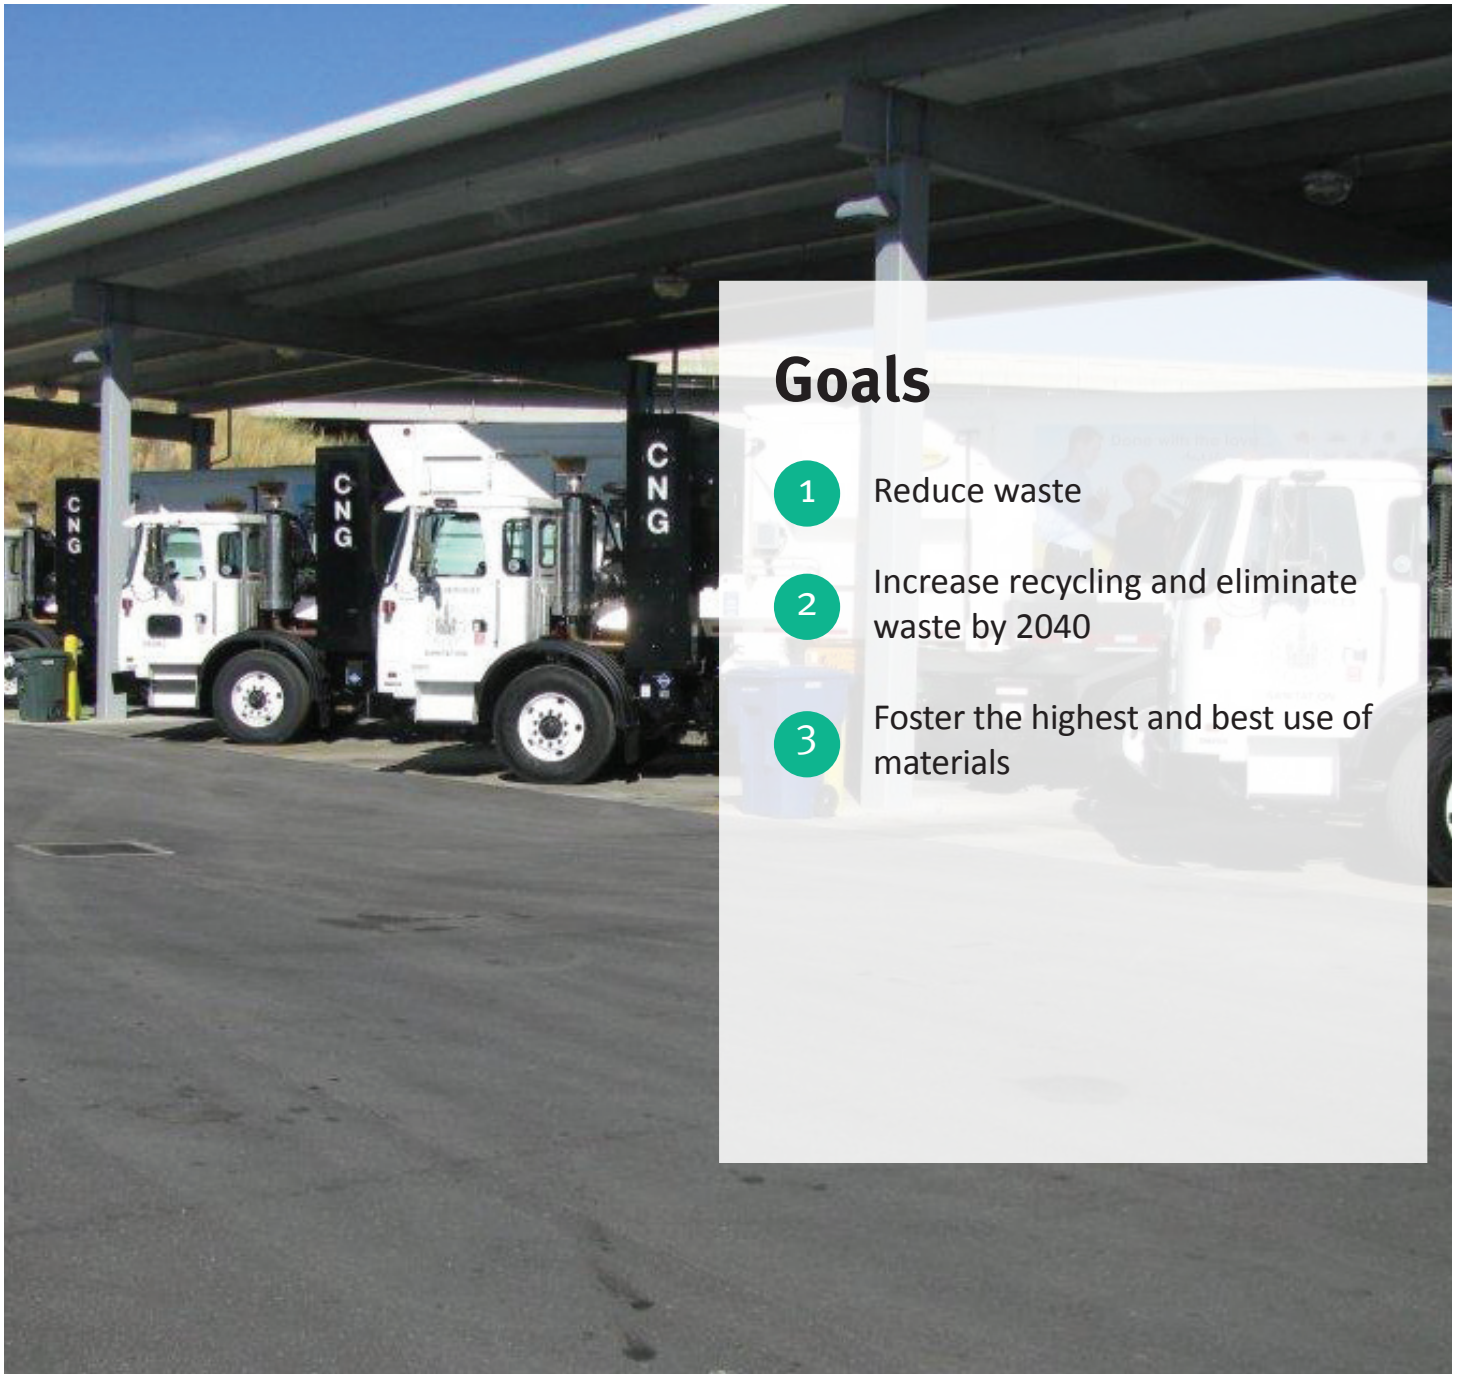 Goals
1 Reduce waste
2 Increase recycling and eliminate
waste by 2040
3 Foster the highest and best use of
materials
CNG
CNG
CNG
SANITATION